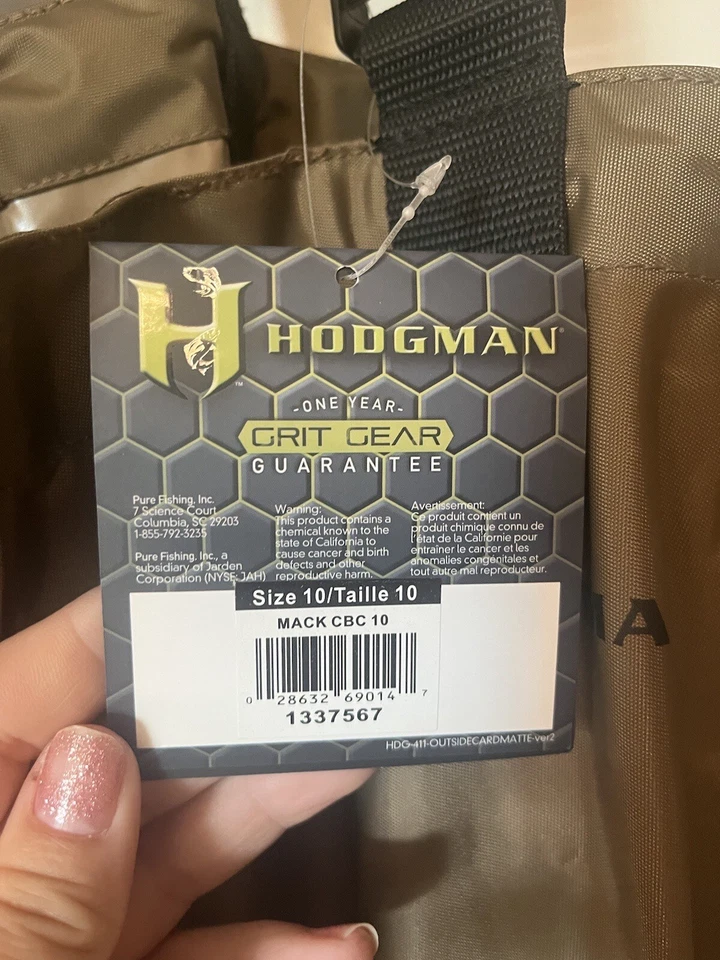 H
™
HODGMAN®
-ONE YEAR-
GRIT GEAR
GUARANTEE
Pure Fishing, Inc.
7 Science Court
Columbia, SC 29203
1-855-792-3235
Pure Fishing, Inc., a
subsidiary of Jarden
Corporation (NYSE: JAH)
Warning:
This product contains a
chemical known to the
state of California to
cause cancer and birth
defects and other
reproductive harm.
Avertissement:
Ce produit contient un
produit chimique connu de
l'état de la Californie pour
entraîner le cancer et les
anomalies congénitales et
tout autre mal reproducteur.
Size 10/Taille 10
MACK CBC 10
0 28632 69014 7
1337567
HDG-411-OUTSIDECARDMATTE-ver2